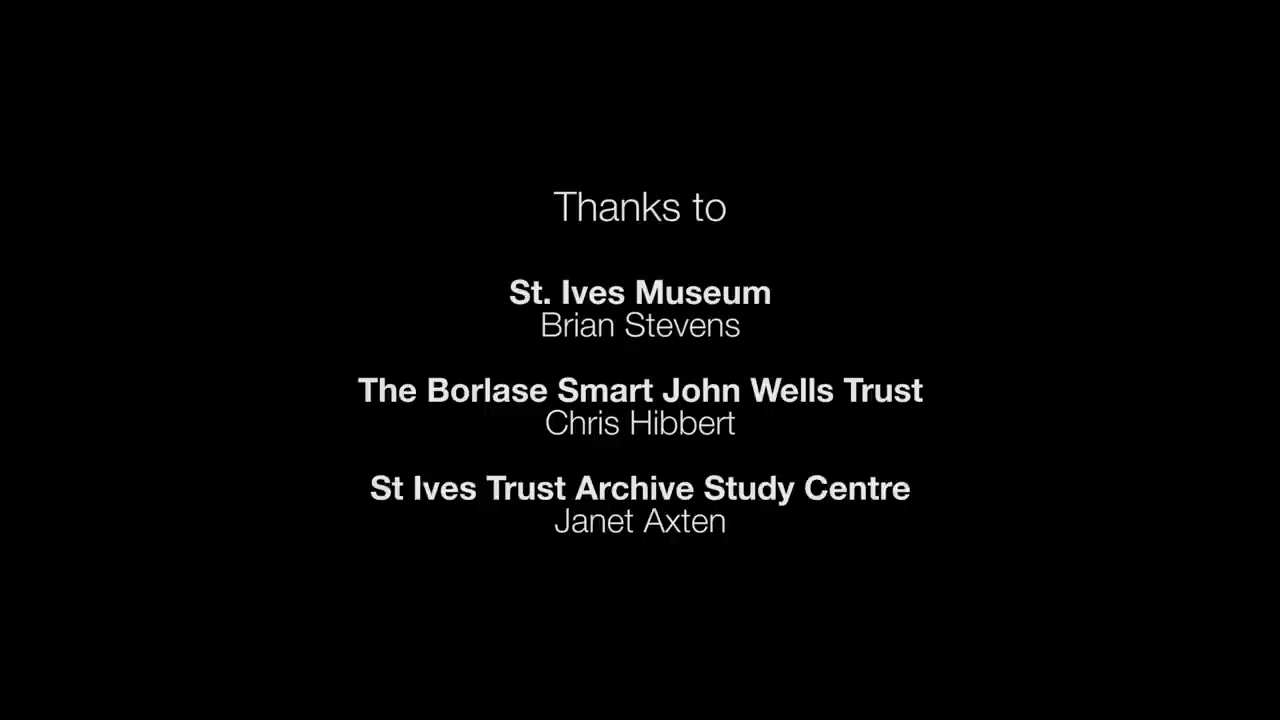 Thanks to
St. Ives Museum
Brian Stevens
The Borlase Smart John Wells Trust
Chris Hibbert
St Ives Trust Archive Study Centre
Janet Axten